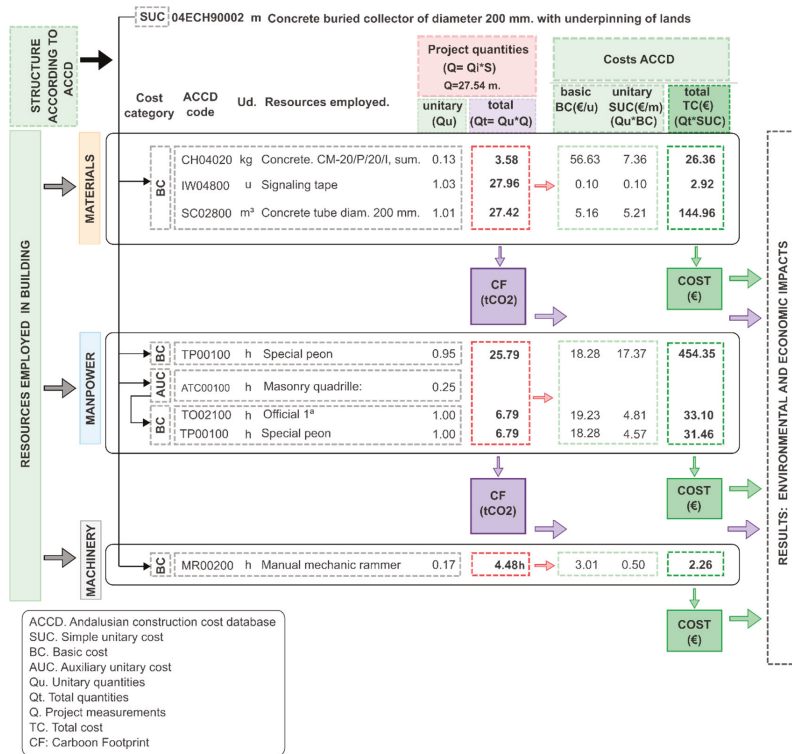 SUC 04ECH90002 m Concrete buried collector of diameter 200 mm. with underpinning of lands
STRUCTURE ACCORDING TO ACCD
Project quantities
(Q= Qi*S)
Q=27.54 m.
Costs ACCD
Cost category
ACCD code
Ud. Resources employed.
unitary (Qu)
total (Qt= Qu*Q)
basic BC(€/u)
unitary SUC(€/m) (Qu*BC)
total TC(€) (Qt*SUC)
RESOURCES EMPLOYED IN BUILDING
MATERIALS
BC
CH04020 kg Concrete. CM-20/P/20/I, sum. 0.13 3.58 56.63 7.36 26.36
IW04800 u Signaling tape 1.03 27.96 0.10 0.10 2.92
SC02800 m³ Concrete tube diam. 200 mm. 1.01 27.42 5.16 5.21 144.96
CF (tCO2)
COST (€)
MANPOWER
BC TP00100 h Special peon 0.95 25.79 18.28 17.37 454.35
AUC ATC00100 h Masonry quadrille: 0.25
BC
TO02100 h Official 1ª 1.00 6.79 19.23 4.81 33.10
TP00100 h Special peon 1.00 6.79 18.28 4.57 31.46
CF (tCO2)
COST (€)
MACHINERY
BC MR00200 h Manual mechanic rammer 0.17 4.48h 3.01 0.50 2.26
COST (€)
RESULTS: ENVIRONMENTAL AND ECONOMIC IMPACTS
ACCD. Andalusian construction cost database
SUC. Simple unitary cost
BC. Basic cost
AUC. Auxiliary unitary cost
Qu. Unitary quantities
Qt. Total quantities
Q. Project measurements
TC. Total cost
CF: Carboon Footprint